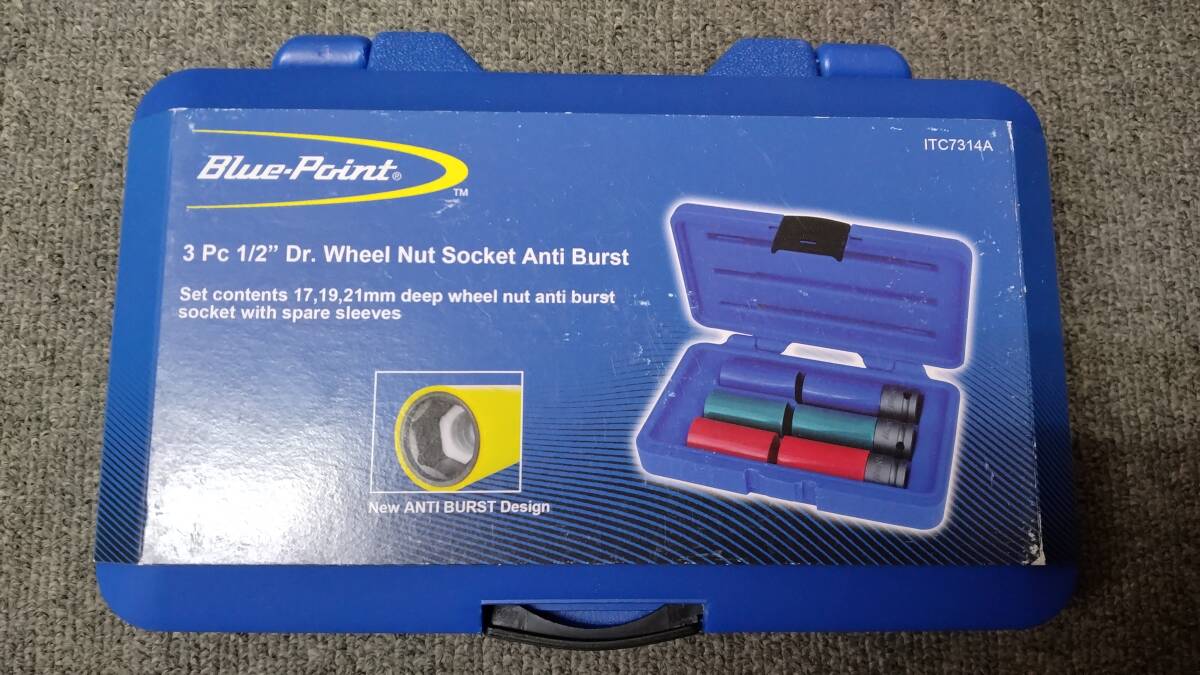 Blue-Point®
TM
ITC7314A
3 Pc 1/2” Dr. Wheel Nut Socket Anti Burst
Set contents 17,19,21mm deep wheel nut anti burst
socket with spare sleeves
New ANTI BURST Design